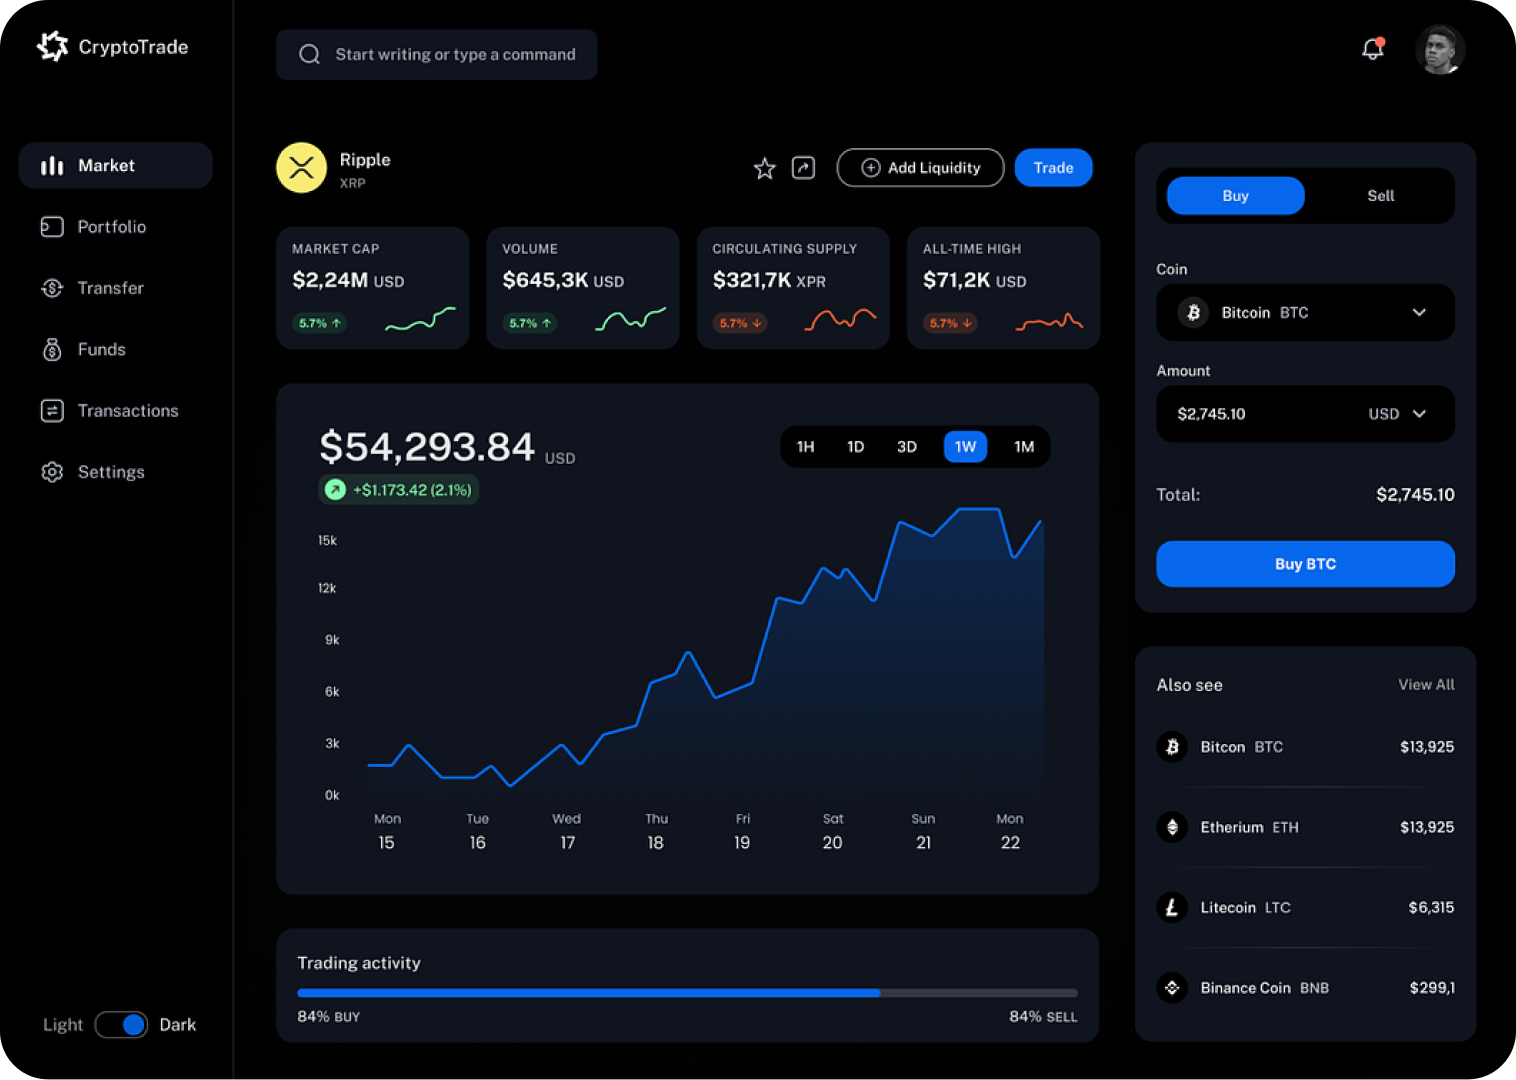 CryptoTrade
Start writing or type a command
Market
Portfolio
Transfer
Funds
Transactions
Settings
Light Dark
Ripple
XRP
Add Liquidity
Trade
MARKET CAP
$2,24M USD
5.7% ↑
VOLUME
$645,3K USD
5.7% ↑
CIRCULATING SUPPLY
$321,7K XPR
5.7% ↓
ALL-TIME HIGH
$71,2K USD
5.7% ↓
$54,293.84 USD
+$1.173.42 (2.1%)
1H 1D 3D 1W 1M
15k
12k
9k
6k
3k
0k
Mon Tue Wed Thu Fri Sat Sun Mon
15 16 17 18 19 20 21 22
Trading activity
84% BUY 84% SELL
Buy Sell
Coin
Bitcoin BTC
Amount
$2,745.10 USD
Total: $2,745.10
Buy BTC
Also see View All
Bitcon BTC $13,925
Etherium ETH $13,925
Litecoin LTC $6,315
Binance Coin BNB $299,1